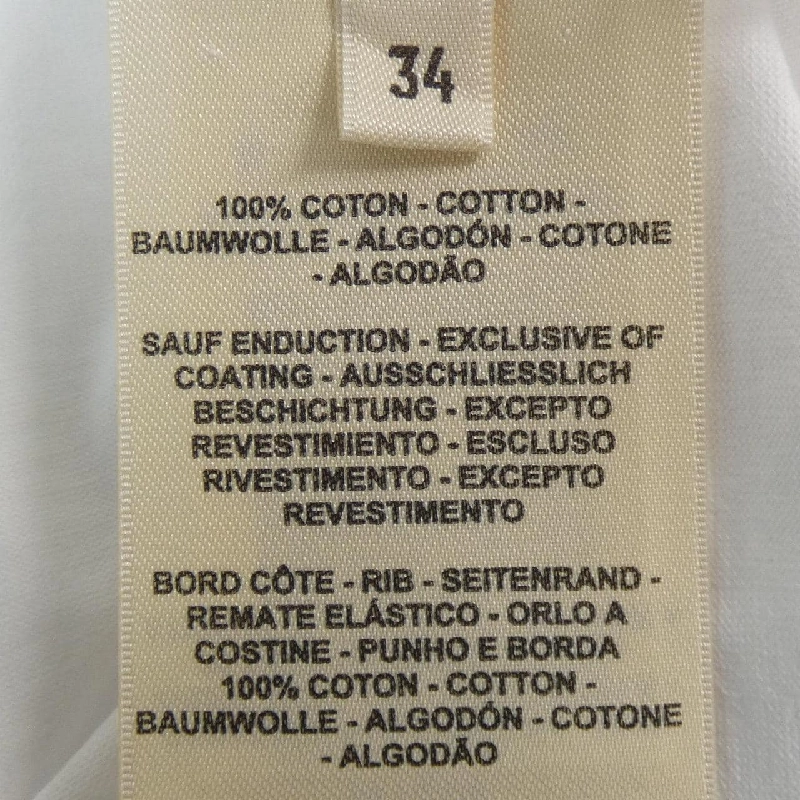 34
100% COTON - COTTON -
BAUMWOLLE - ALGODÓN - COTONE
- ALGODÃO
SAUF ENDUCTION - EXCLUSIVE OF
COATING - AUSSCHLIESSLICH
BESCHICHTUNG - EXCEPTO
REVESTIMIENTO - ESCLUSO
RIVESTIMENTO - EXCEPTO
REVESTIMENTO
BORD CÔTE - RIB - SEITENRAND -
REMATE ELÁSTICO - ORLO A
COSTINE - PUNHO E BORDA
100% COTON - COTTON -
BAUMWOLLE - ALGODÓN - COTONE
- ALGODÃO